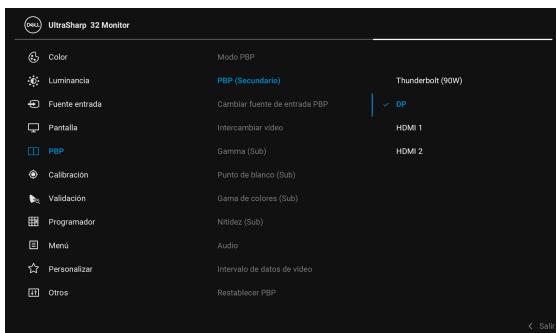 DELL UltraSharp 32 Monitor
Color Modo PBP
Luminancia PBP (Secundario) Thunderbolt (90W)
Fuente entrada Cambiar fuente de entrada PBP DP
Pantalla Intercambiar vídeo HDMI 1
PBP Gamma (Sub) HDMI 2
Calibración Punto de blanco (Sub)
Validación Gama de colores (Sub)
Programador Nitidez (Sub)
Menú Audio
Personalizar Intervalo de datos de vídeo
Otros Restablecer PBP
Salir